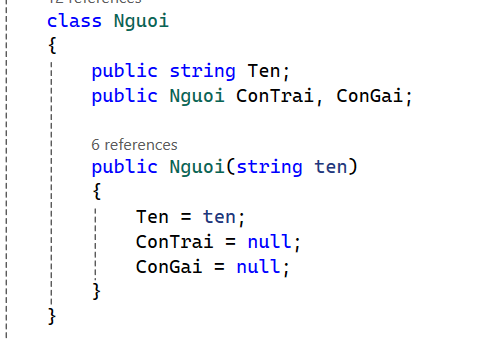 12 references
class Nguoi
{
public string Ten;
public Nguoi ConTrai, ConGai;
6 references
public Nguoi(string ten)
{
Ten = ten;
ConTrai = null;
ConGai = null;
}
}